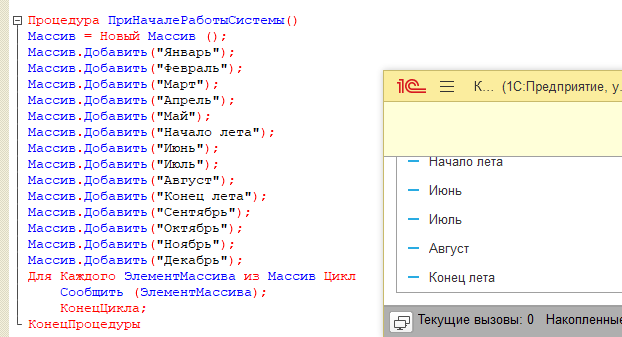 Процедура ПриНачалеРаботыСистемы()
Массив = Новый Массив ();
Массив.Добавить("Январь");
Массив.Добавить("Февраль");
Массив.Добавить("Март");
Массив.Добавить("Апрель");
Массив.Добавить("Май");
Массив.Добавить("Начало лета");
Массив.Добавить("Июнь");
Массив.Добавить("Июль");
Массив.Добавить("Август");
Массив.Добавить("Конец лета");
Массив.Добавить("Сентябрь");
Массив.Добавить("Октябрь");
Массив.Добавить("Ноябрь");
Массив.Добавить("Декабрь");
Для Каждого ЭлементМассива из Массив Цикл
Сообщить (ЭлементМассива);
КонецЦикла;
КонецПроцедуры
1С К... (1С:Предприятие, у.
Начало лета
Июнь
Июль
Август
Конец лета
Текущие вызовы: 0 Накопленные